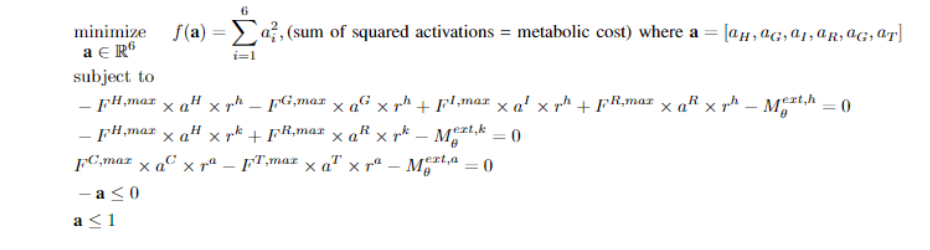 minimize f(a) = ∑_{i=1}^{6} a_i^2, (sum of squared activations = metabolic cost) where a = [a_H, a_G, a_I, a_R, a_G, a_T]
a ∈ ℝ^6
subject to
− F^{H,max} × a^H × r^h − F^{G,max} × a^G × r^h + F^{I,max} × a^I × r^h + F^{R,max} × a^R × r^h − M_θ^{ext,h} = 0
− F^{H,max} × a^H × r^k + F^{R,max} × a^R × r^k − M_θ^{ext,k} = 0
F^{C,max} × a^C × r^a − F^{T,max} × a^T × r^a − M_θ^{ext,a} = 0
− a ≤ 0
a ≤ 1